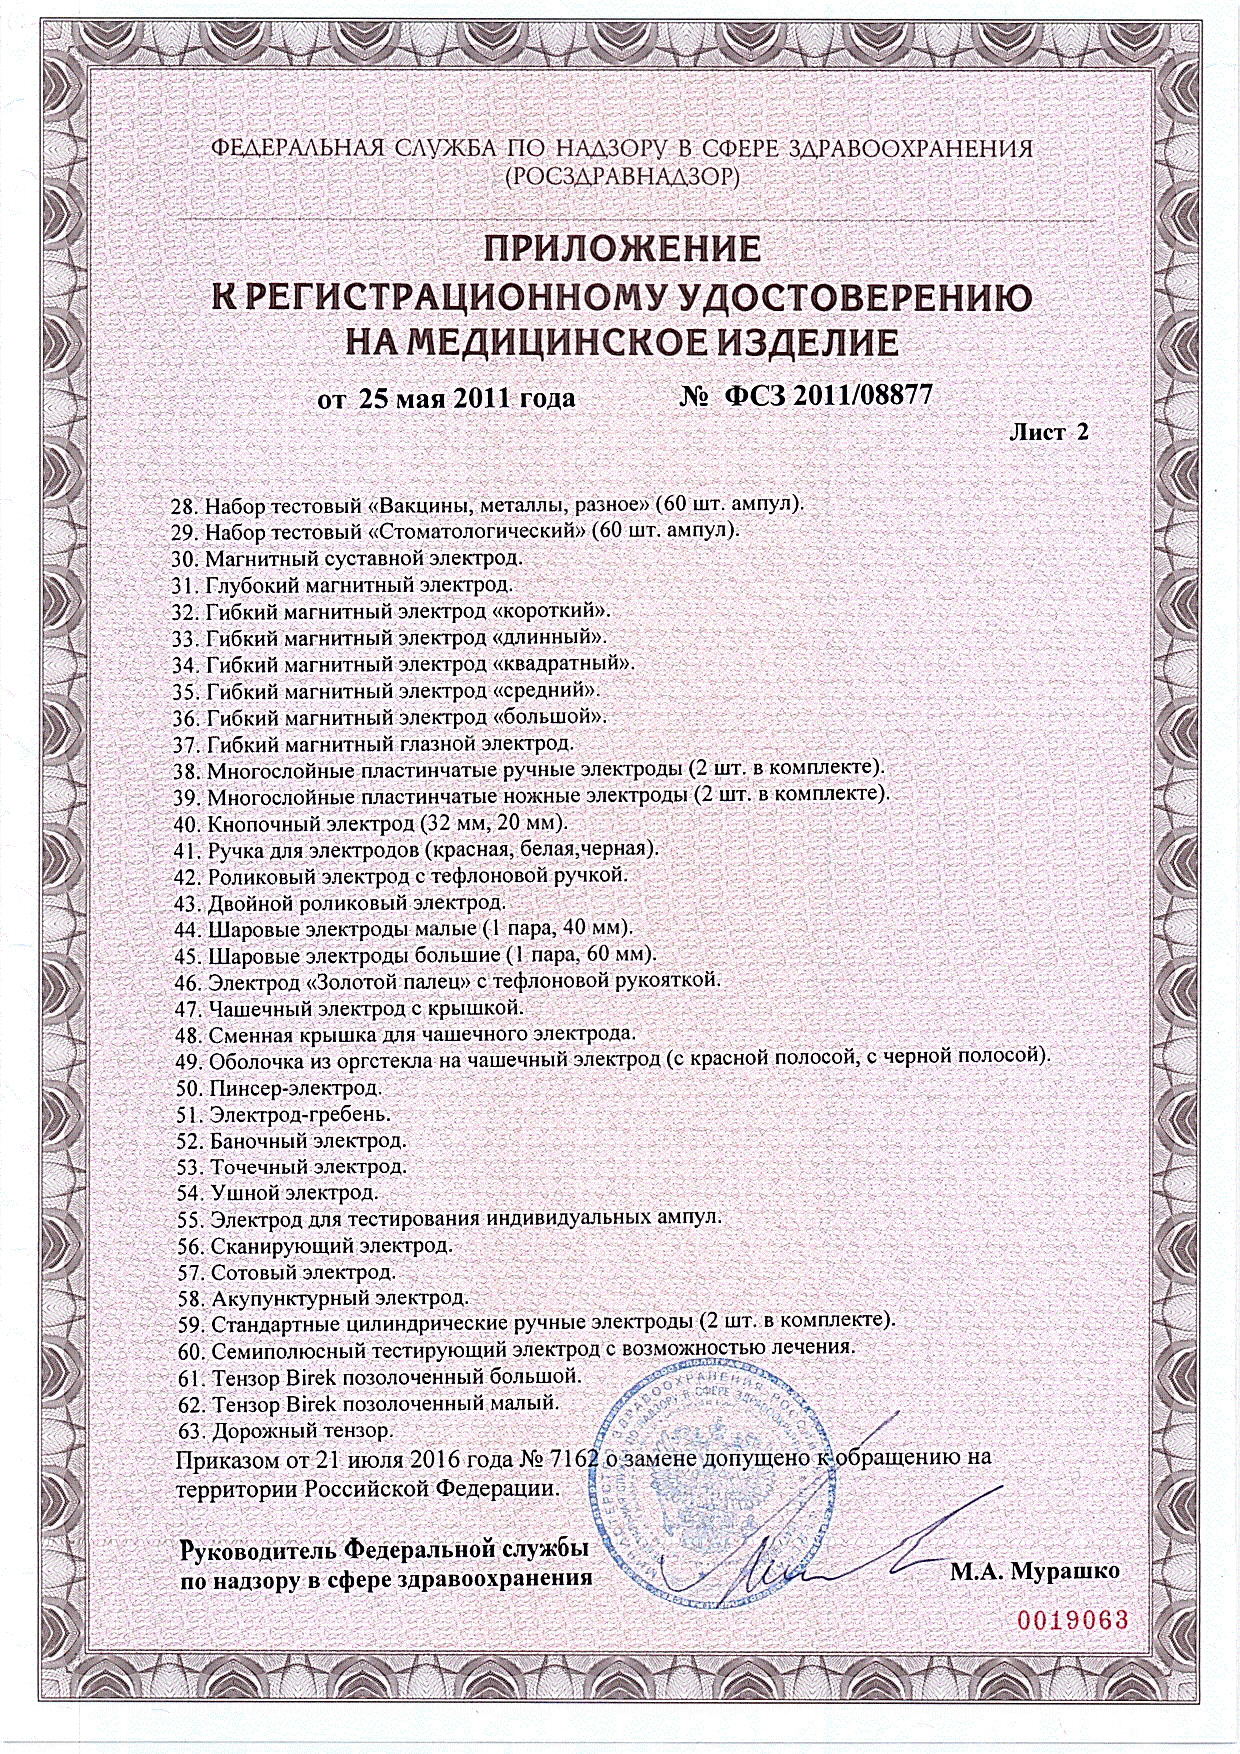 ФЕДЕРАЛЬНАЯ СЛУЖБА ПО НАДЗОРУ В СФЕРЕ ЗДРАВООХРАНЕНИЯ
(РОСЗДРАВНАДЗОР)
ПРИЛОЖЕНИЕ
К РЕГИСТРАЦИОННОМУ УДОСТОВЕРЕНИЮ
НА МЕДИЦИНСКОЕ ИЗДЕЛИЕ
от 25 мая 2011 года № ФСЗ 2011/08877
Лист 2
28. Набор тестовый «Вакцины, металлы, разное» (60 шт. ампул).
29. Набор тестовый «Стоматологический» (60 шт. ампул).
30. Магнитный суставной электрод.
31. Глубокий магнитный электрод.
32. Гибкий магнитный электрод «короткий».
33. Гибкий магнитный электрод «длинный».
34. Гибкий магнитный электрод «квадратный».
35. Гибкий магнитный электрод «средний».
36. Гибкий магнитный электрод «большой».
37. Гибкий магнитный глазной электрод.
38. Многослойные пластинчатые ручные электроды (2 шт. в комплекте).
39. Многослойные пластинчатые ножные электроды (2 шт. в комплекте).
40. Кнопочный электрод (32 мм, 20 мм).
41. Ручка для электродов (красная, белая,черная).
42. Роликовый электрод с тефлоновой ручкой.
43. Двойной роликовый электрод.
44. Шаровые электроды малые (1 пара, 40 мм).
45. Шаровые электроды большие (1 пара, 60 мм).
46. Электрод «Золотой палец» с тефлоновой рукояткой.
47. Чашечный электрод с крышкой.
48. Сменная крышка для чашечного электрода.
49. Оболочка из оргстекла на чашечный электрод (с красной полосой, с черной полосой).
50. Пинсер-электрод.
51. Электрод-гребень.
52. Баночный электрод.
53. Точечный электрод.
54. Ушной электрод.
55. Электрод для тестирования индивидуальных ампул.
56. Сканирующий электрод.
57. Сотовый электрод.
58. Акупунктурный электрод.
59. Стандартные цилиндрические ручные электроды (2 шт. в комплекте).
60. Семиполюсный тестирующий электрод с возможностью лечения.
61. Тензор Birek позолоченный большой.
62. Тензор Birek позолоченный малый.
63. Дорожный тензор.
Приказом от 21 июля 2016 года № 7162 о замене допущено к обращению на
территории Российской Федерации.
Руководитель Федеральной службы
по надзору в сфере здравоохранения
М.А. Мурашко
0019063